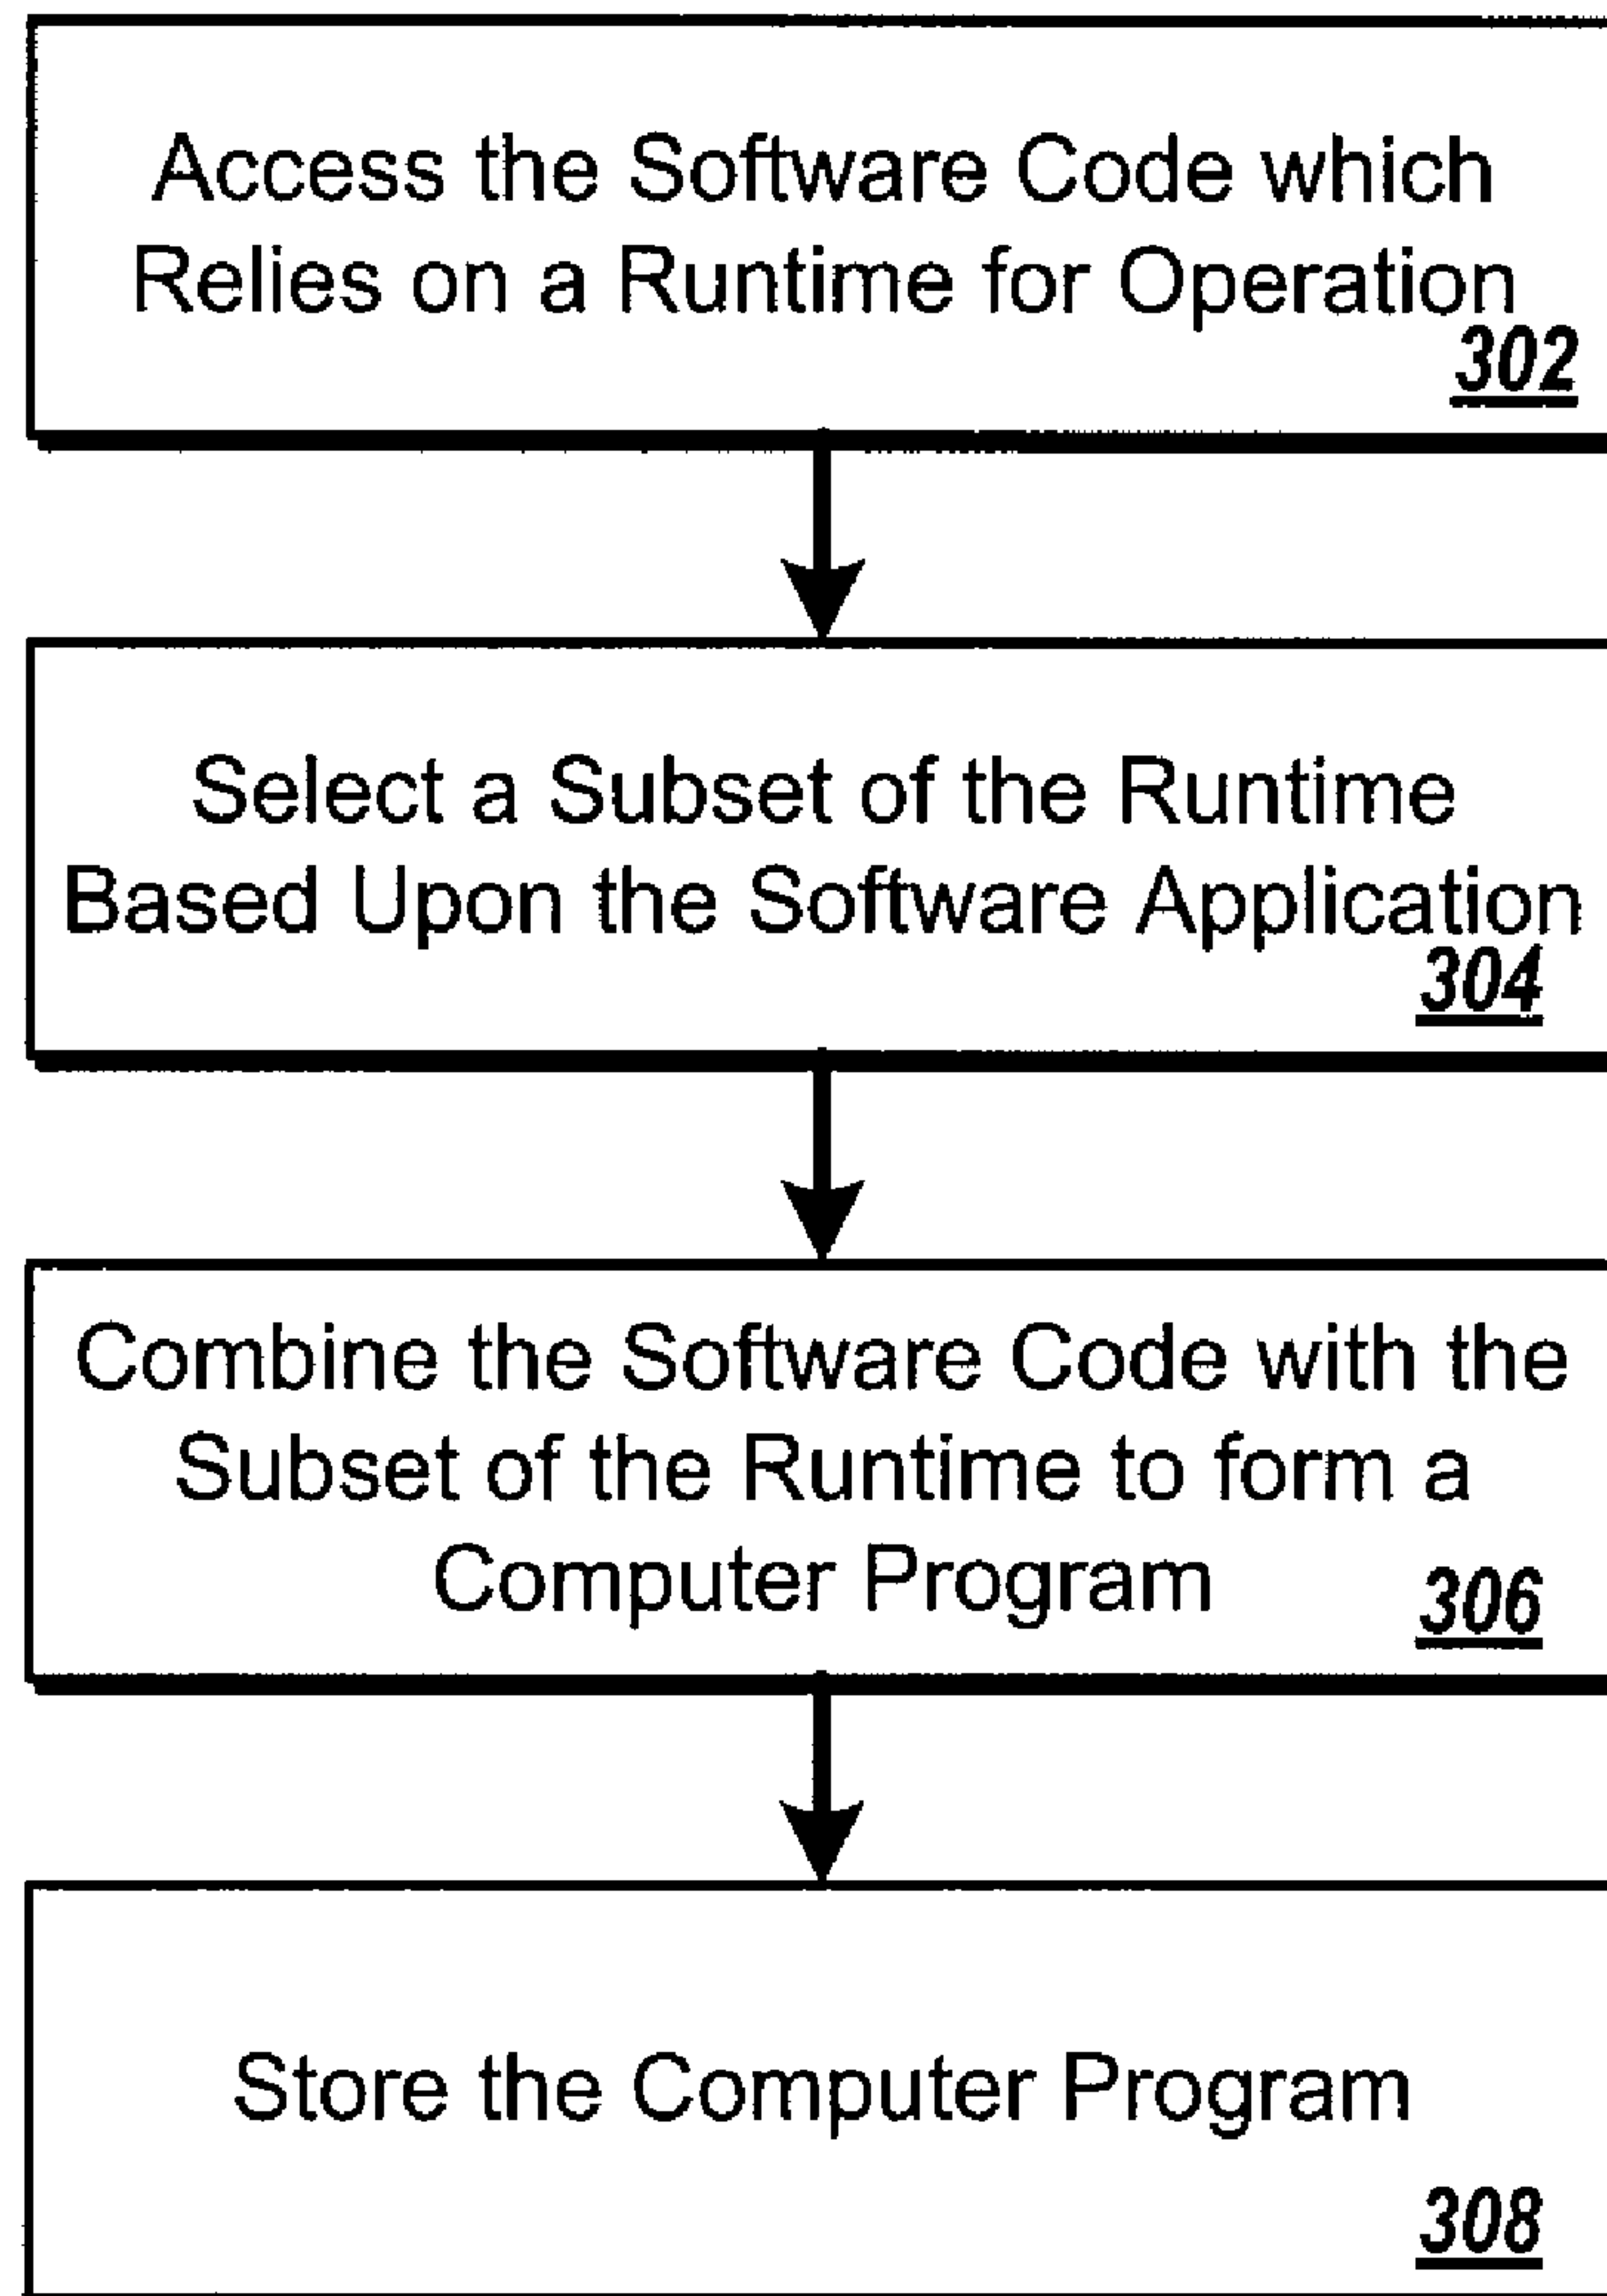 Access the Software Code which
Relies on a Runtime for Operation
302
Select a Subset of the Runtime
Based Upon the Software Application
304
Combine the Software Code with the
Subset of the Runtime to form a
Computer Program
306
Store the Computer Program
308